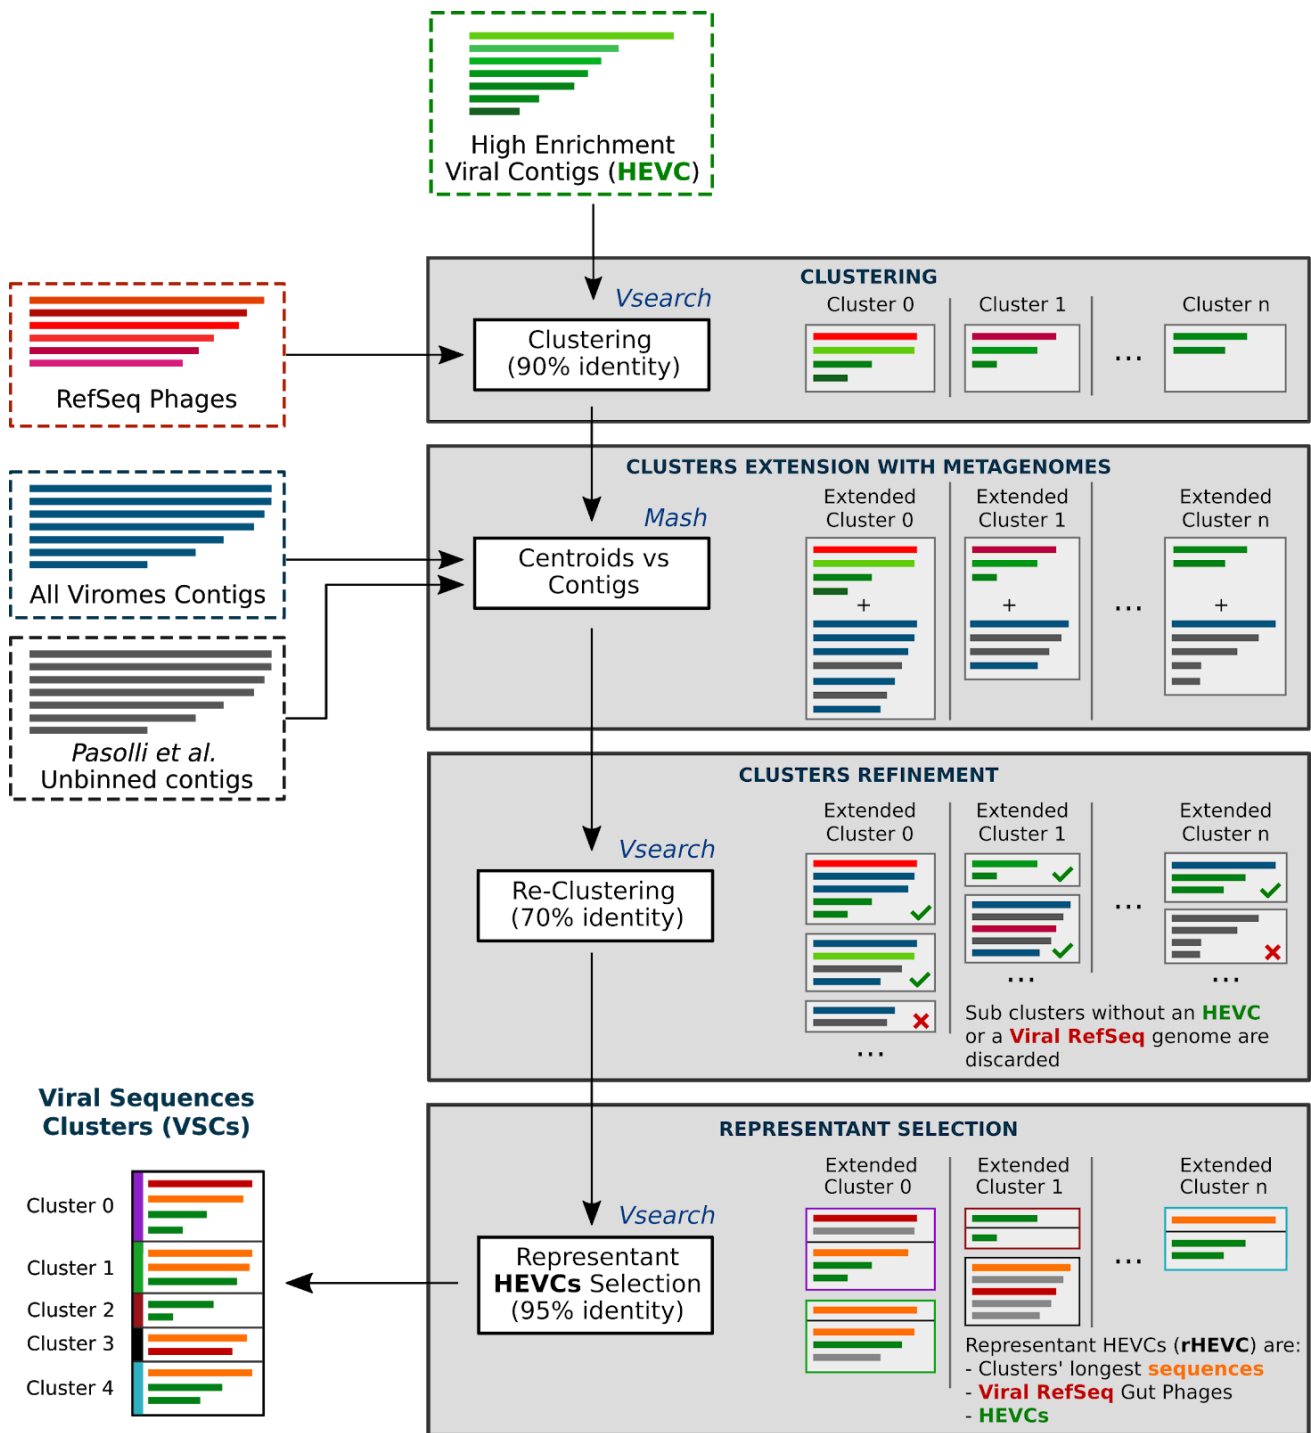 High Enrichment
Viral Contigs (HEVC)
RefSeq Phages
All Viromes Contigs
Pasolli et al.
Unbinned contigs
CLUSTERING
Vsearch
Clustering
(90% identity)
Cluster 0
Cluster 1
...
Cluster n
CLUSTERS EXTENSION WITH METAGENOMES
Mash
Centroids vs
Contigs
Extended
Cluster 0
+
Extended
Cluster 1
+
...
Extended
Cluster n
+
CLUSTERS REFINEMENT
Vsearch
Re-Clustering
(70% identity)
Extended
Cluster 0
...
Extended
Cluster 1
...
...
Extended
Cluster n
...
Sub clusters without an HEVC
or a Viral RefSeq genome are
discarded
REPRESENTANT SELECTION
Vsearch
Representant
HEVCs Selection
(95% identity)
Extended
Cluster 0
Extended
Cluster 1
...
Extended
Cluster n
Representant HEVCs (rHEVC) are:
- Clusters' longest sequences
- Viral RefSeq Gut Phages
- HEVCs
Viral Sequences
Clusters (VSCs)
Cluster 0
Cluster 1
Cluster 2
Cluster 3
Cluster 4